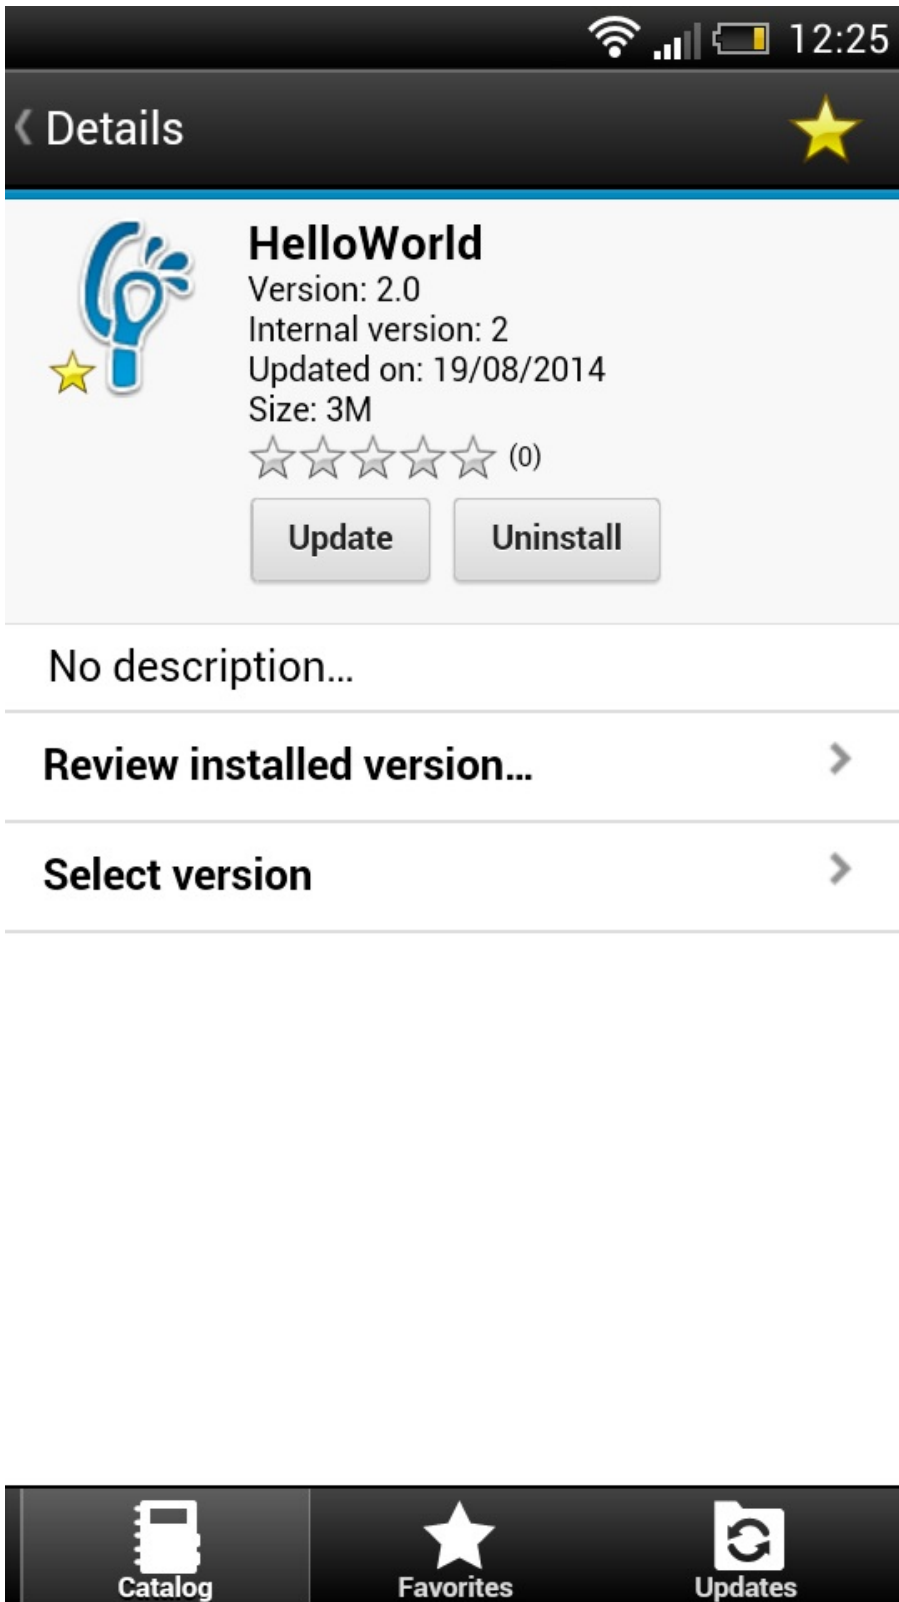 12:25
Details
HelloWorld
Version: 2.0
Internal version: 2
Updated on: 19/08/2014
Size: 3M
(0)
Update Uninstall
No description...
Review installed version...
Select version
Catalog Favorites Updates